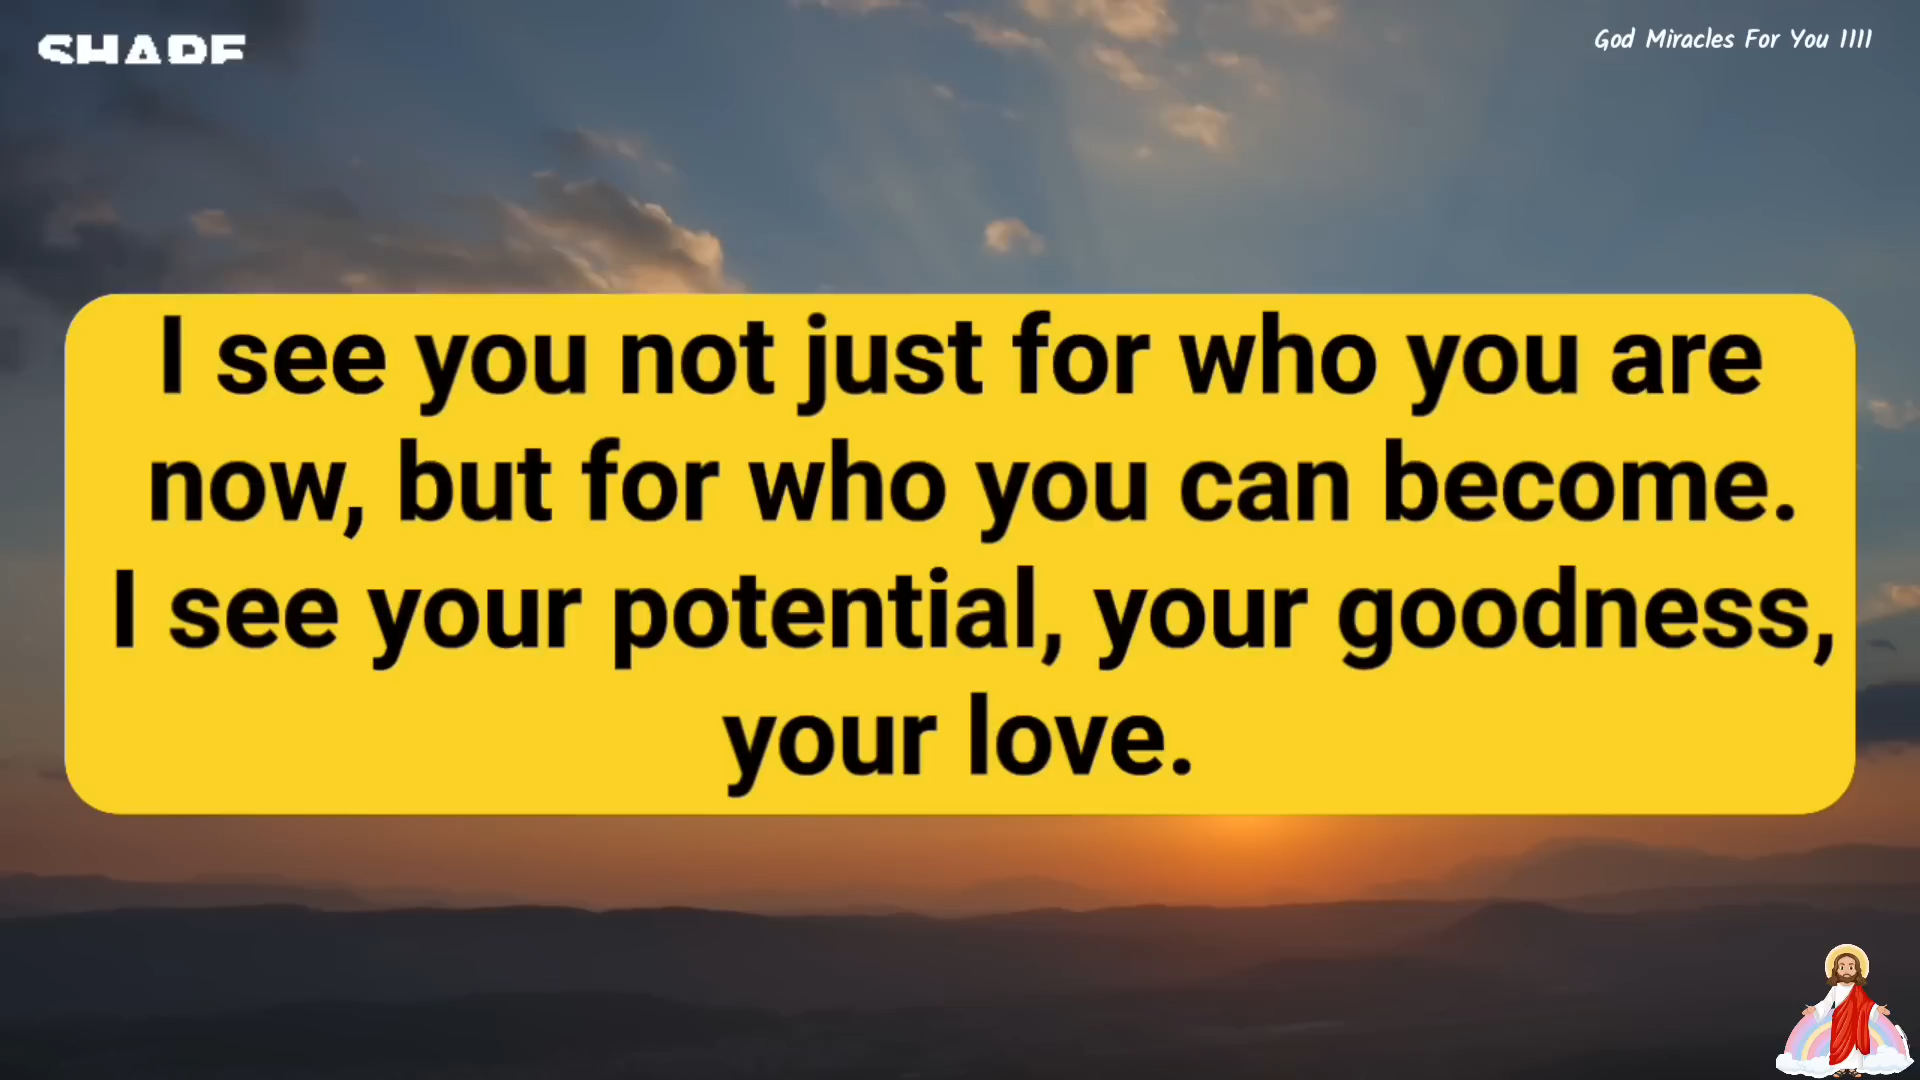 God Miracles For You 1111
I see you not just for who you are
now, but for who you can become.
I see your potential, your goodness,
your love.